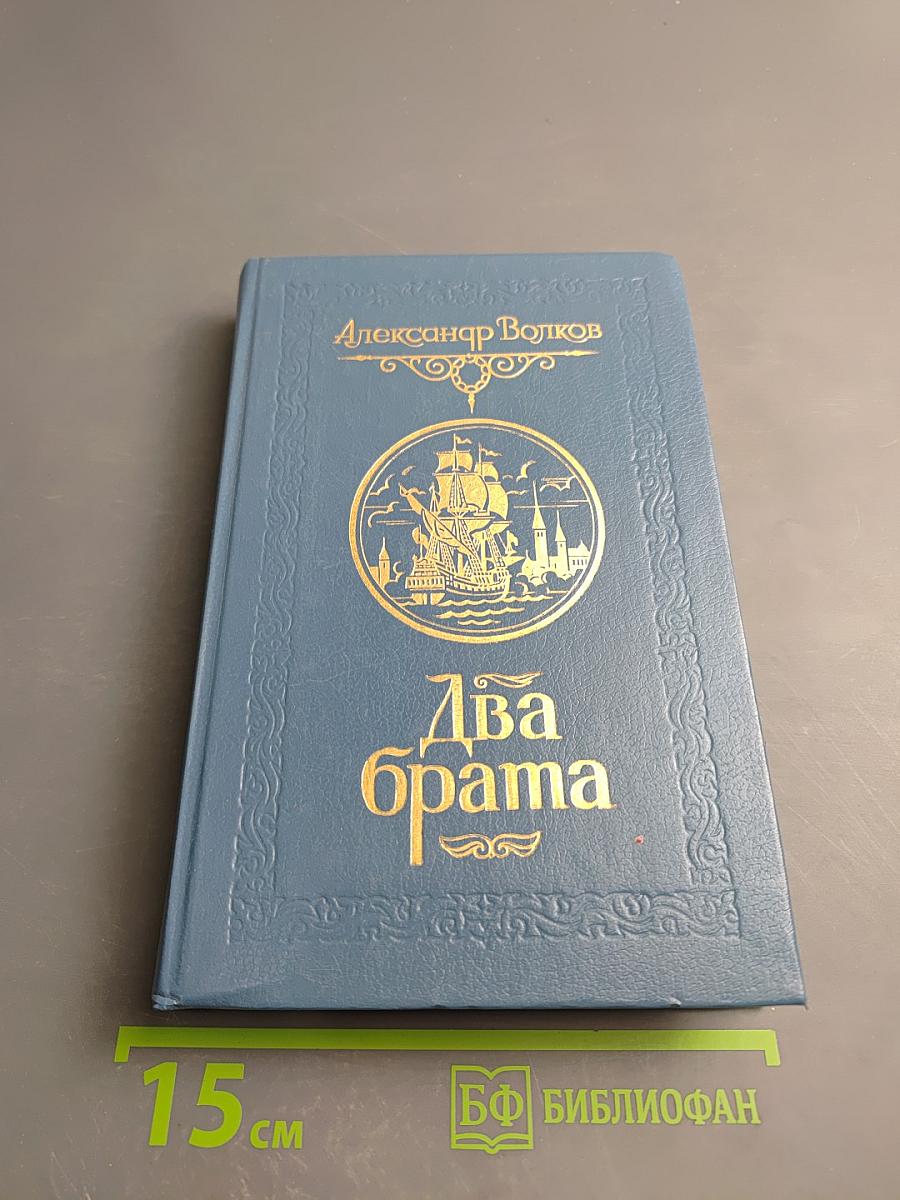 Александр Волков
Два
брата
15 см
БФ БИБЛИОФАН